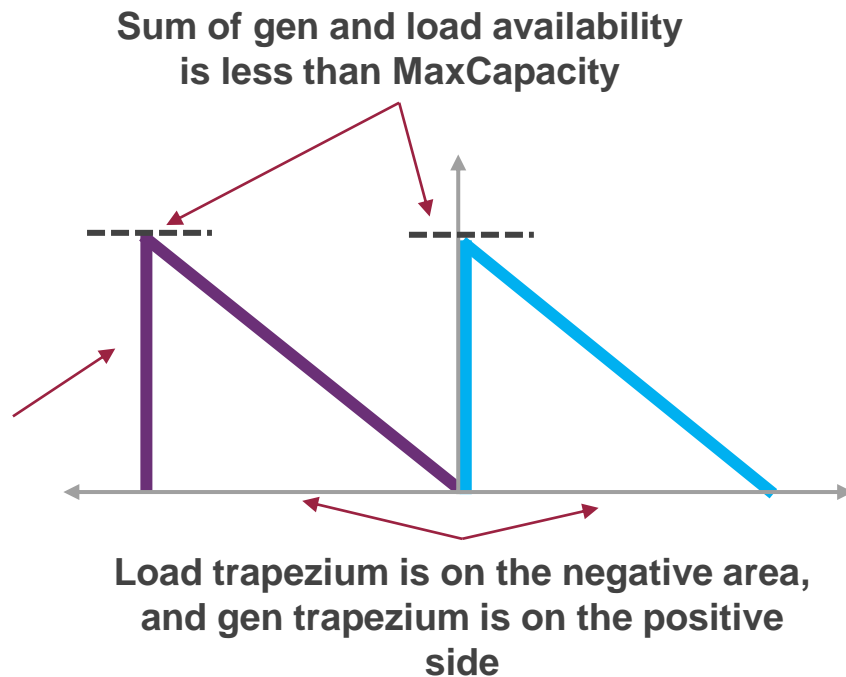 Sum of gen and load availability
is less than MaxCapacity
Load trapezium is on the negative area,
and gen trapezium is on the positive
side